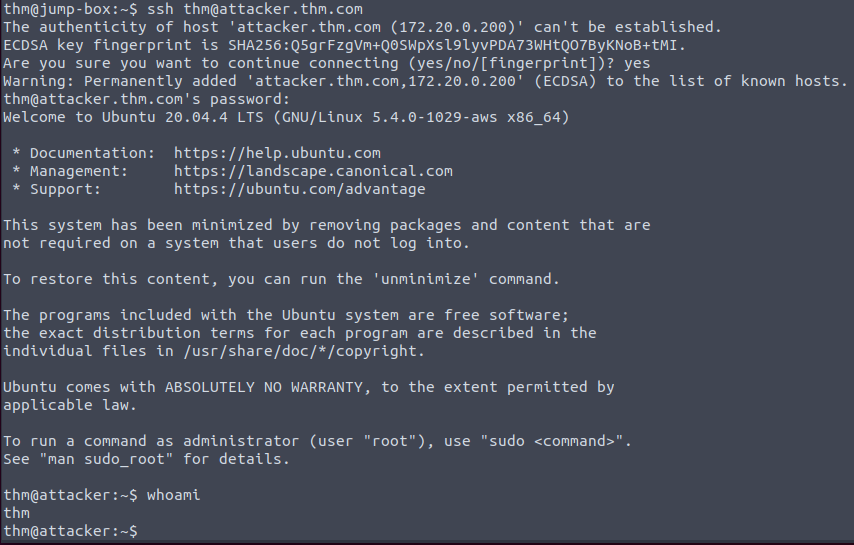 thm@jump-box:~$ ssh thm@attacker.thm.com
The authenticity of host 'attacker.thm.com (172.20.0.200)' can't be established.
ECDSA key fingerprint is SHA256:Q5grFzgVm+Q0SWpXsl9lyvPDA73WHtQO7ByKNoB+tMI.
Are you sure you want to continue connecting (yes/no/[fingerprint])? yes
Warning: Permanently added 'attacker.thm.com,172.20.0.200' (ECDSA) to the list of known hosts.
thm@attacker.thm.com's password:
Welcome to Ubuntu 20.04.4 LTS (GNU/Linux 5.4.0-1029-aws x86_64)
* Documentation:  https://help.ubuntu.com
* Management:     https://landscape.canonical.com
* Support:        https://ubuntu.com/advantage
This system has been minimized by removing packages and content that are
not required on a system that users do not log into.
To restore this content, you can run the 'unminimize' command.
The programs included with the Ubuntu system are free software;
the exact distribution terms for each program are described in the
individual files in /usr/share/doc/*/copyright.
Ubuntu comes with ABSOLUTELY NO WARRANTY, to the extent permitted by
applicable law.
To run a command as administrator (user "root"), use "sudo <command>".
See "man sudo_root" for details.
thm@attacker:~$ whoami
thm
thm@attacker:~$